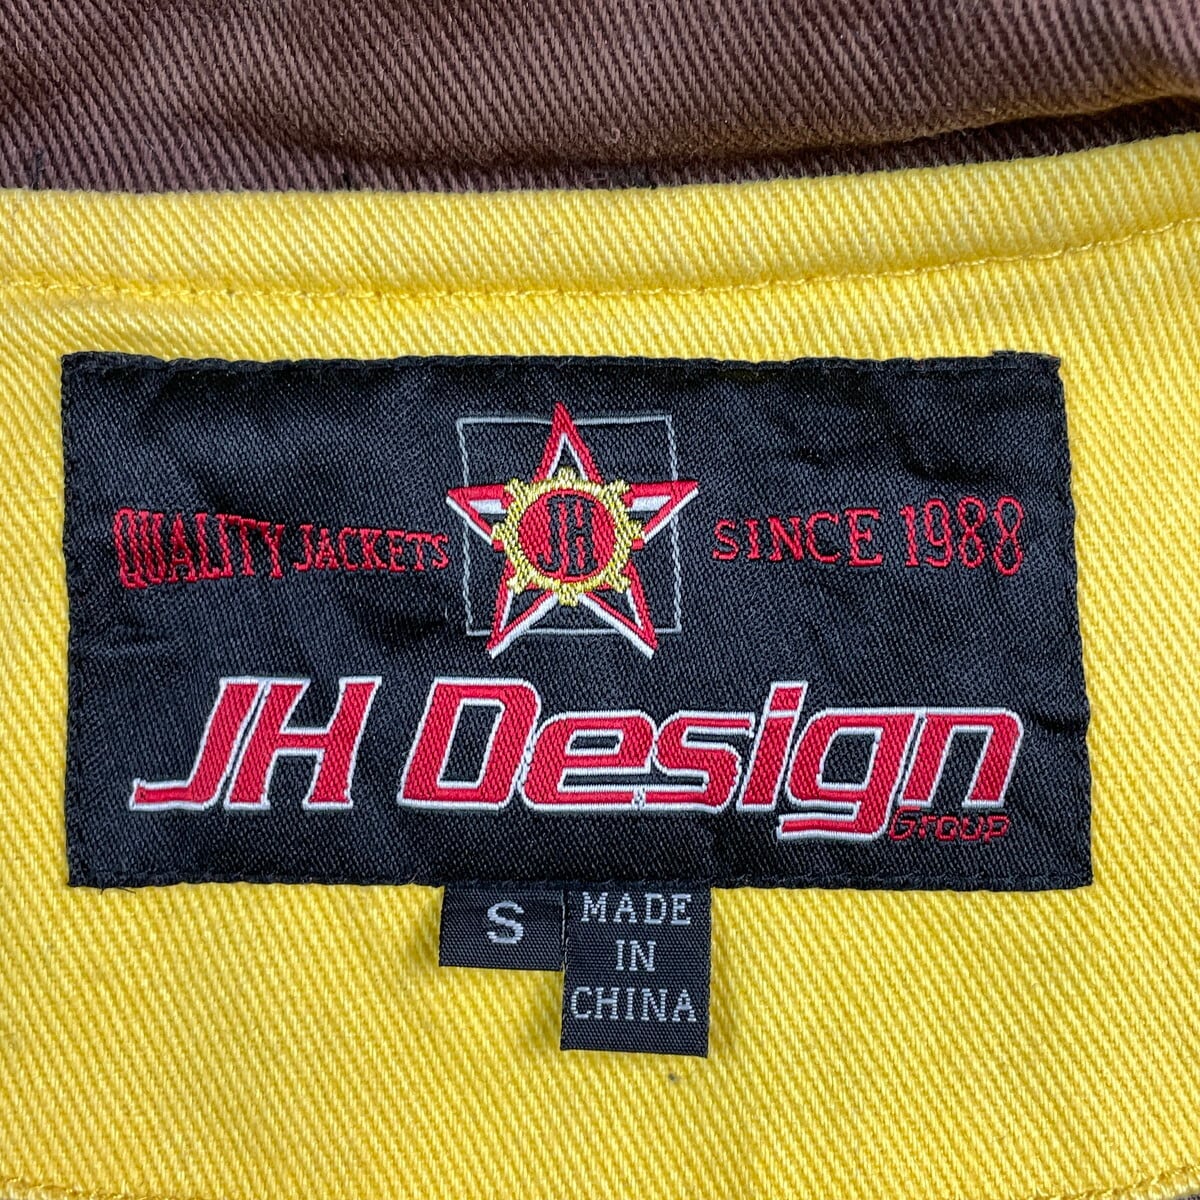 QUALITY JACKETS
JH
SINCE 1988
JH Design
Group
S
MADE
IN
CHINA